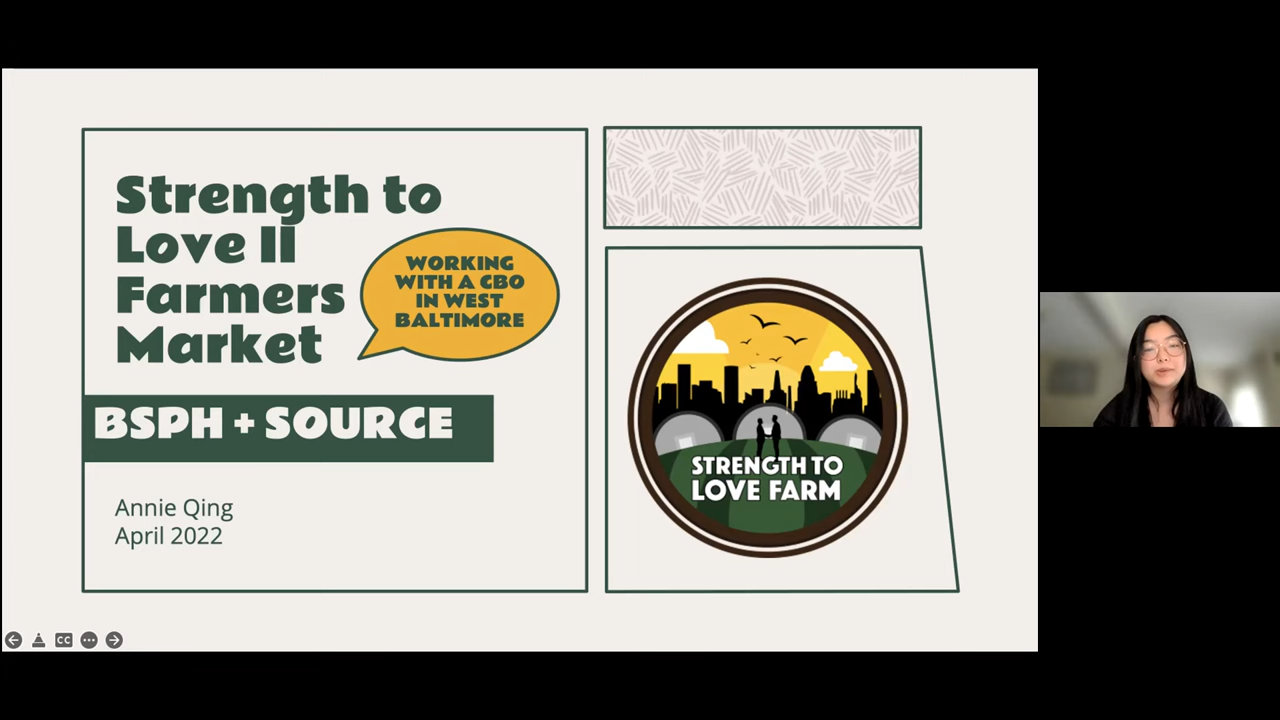 Strength to
Love II
Farmers
Market
WORKING
WITH A CBO
IN WEST
BALTIMORE
BSPH + SOURCE
Annie Qing
April 2022
STRENGTH TO
LOVE FARM
CC